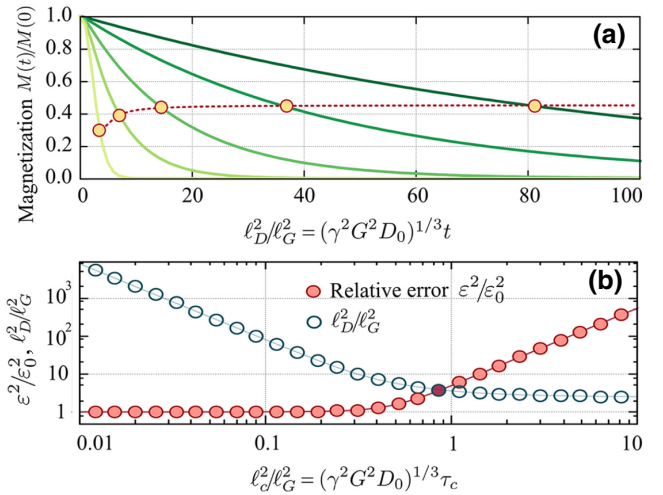 (a)
Magnetization M(t)/M(0)
1.0
0.8
0.6
0.4
0.2
0.0
0 20 40 60 80 100
ℓ²_D/ℓ²_G = (γ²G²D₀)^{1/3}t
(b)
ε²/ε²₀, ℓ²_D/ℓ²_G
10³
10²
10
1
Relative error ε²/ε²₀
ℓ²_D/ℓ²_G
0.01 0.1 1 10
ℓ²_c/ℓ²_G = (γ²G²D₀)^{1/3}τ_c